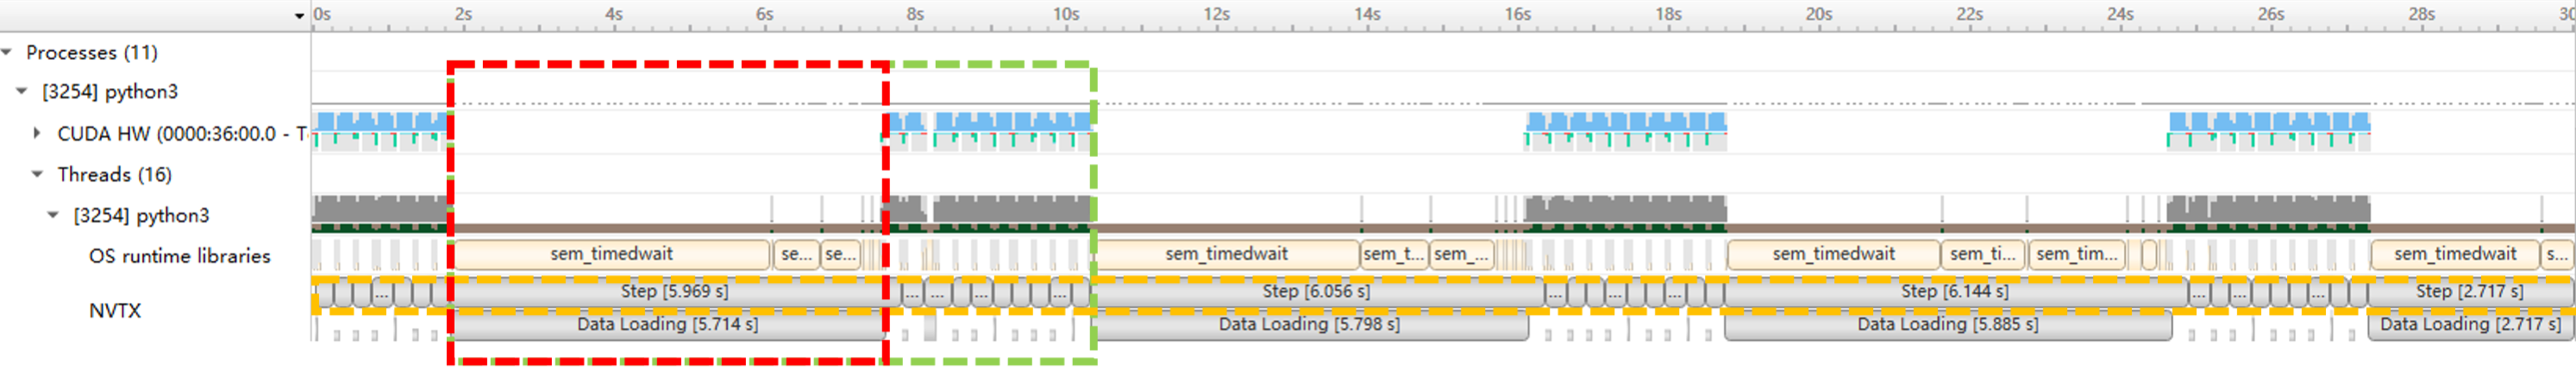 0s 2s 4s 6s 8s 10s 12s 14s 16s 18s 20s 22s 24s 26s 28s 30
Processes (11)
[3254] python3
CUDA HW (0000:36:00.0 - T
Threads (16)
[3254] python3
OS runtime libraries sem_timedwait se... se... sem_timedwait sem_t... sem_... sem_timedwait sem_ti... sem_tim... sem_timedwait s...
NVTX
... Step [5.969 s] ... ... ... ... Step [6.056 s] ... ... ... Step [6.144 s] ... ... ... Step [2.717 s]
Data Loading [5.714 s] Data Loading [5.798 s] Data Loading [5.885 s] Data Loading [2.717 s]